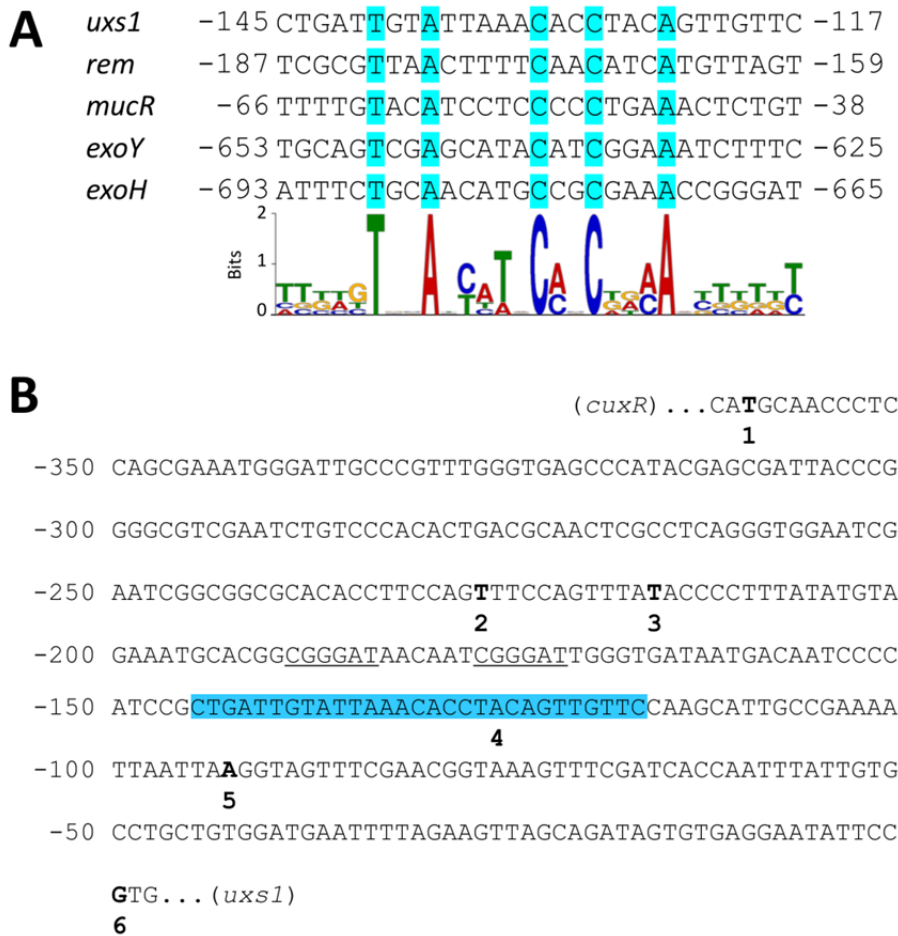 A
uxs1 -145 CTGATTGTATTAAACACCTACAGTTGTTC -117
rem -187 TCGCGTTAACTTTTCAACATCATGTTAGT -159
mucR -66 TTTTGTACATCCTCCCCCTGAAACTCTGT -38
exoY -653 TGCAGTCGAGCATACATCGGAAATCTTTC -625
exoH -693 ATTTCTGCAACATGCCGCGAAACCGGGAT -665
2
Bits
1
0
B
(cuxR)...CATGCAACCCTC
1
-350 CAGCGAAATGGGATTGCCCGTTTGGGTGAGCCCATACGAGCGATTACCCG
-300 GGGCGTCGAATCTGTCCCACACTGACGCAACTCGCCTCAGGGTGGAATCG
-250 AATCGGCGGCGCACACCTTCCAGTTTCCAGTTTATACCCCTTTATATGTA
2 3
-200 GAAATGCACGGCGGGATAACAATCGGGATTGGGTGATAATGACAATCCCC
-150 ATCCGCTGATTGTATTAAACACCTACAGTTGTTCCAAGCATTGCCGAAAA
4
-100 TTAATTAAGGTAGTTTCGAACGGTAAAGTTTCGATCACCAATTTATTGTG
5
-50 CCTGCTGTGGATGAATTTTAGAAGTTAGCAGATAGTGTGAGGAATATTCC
GTG...(uxs1)
6